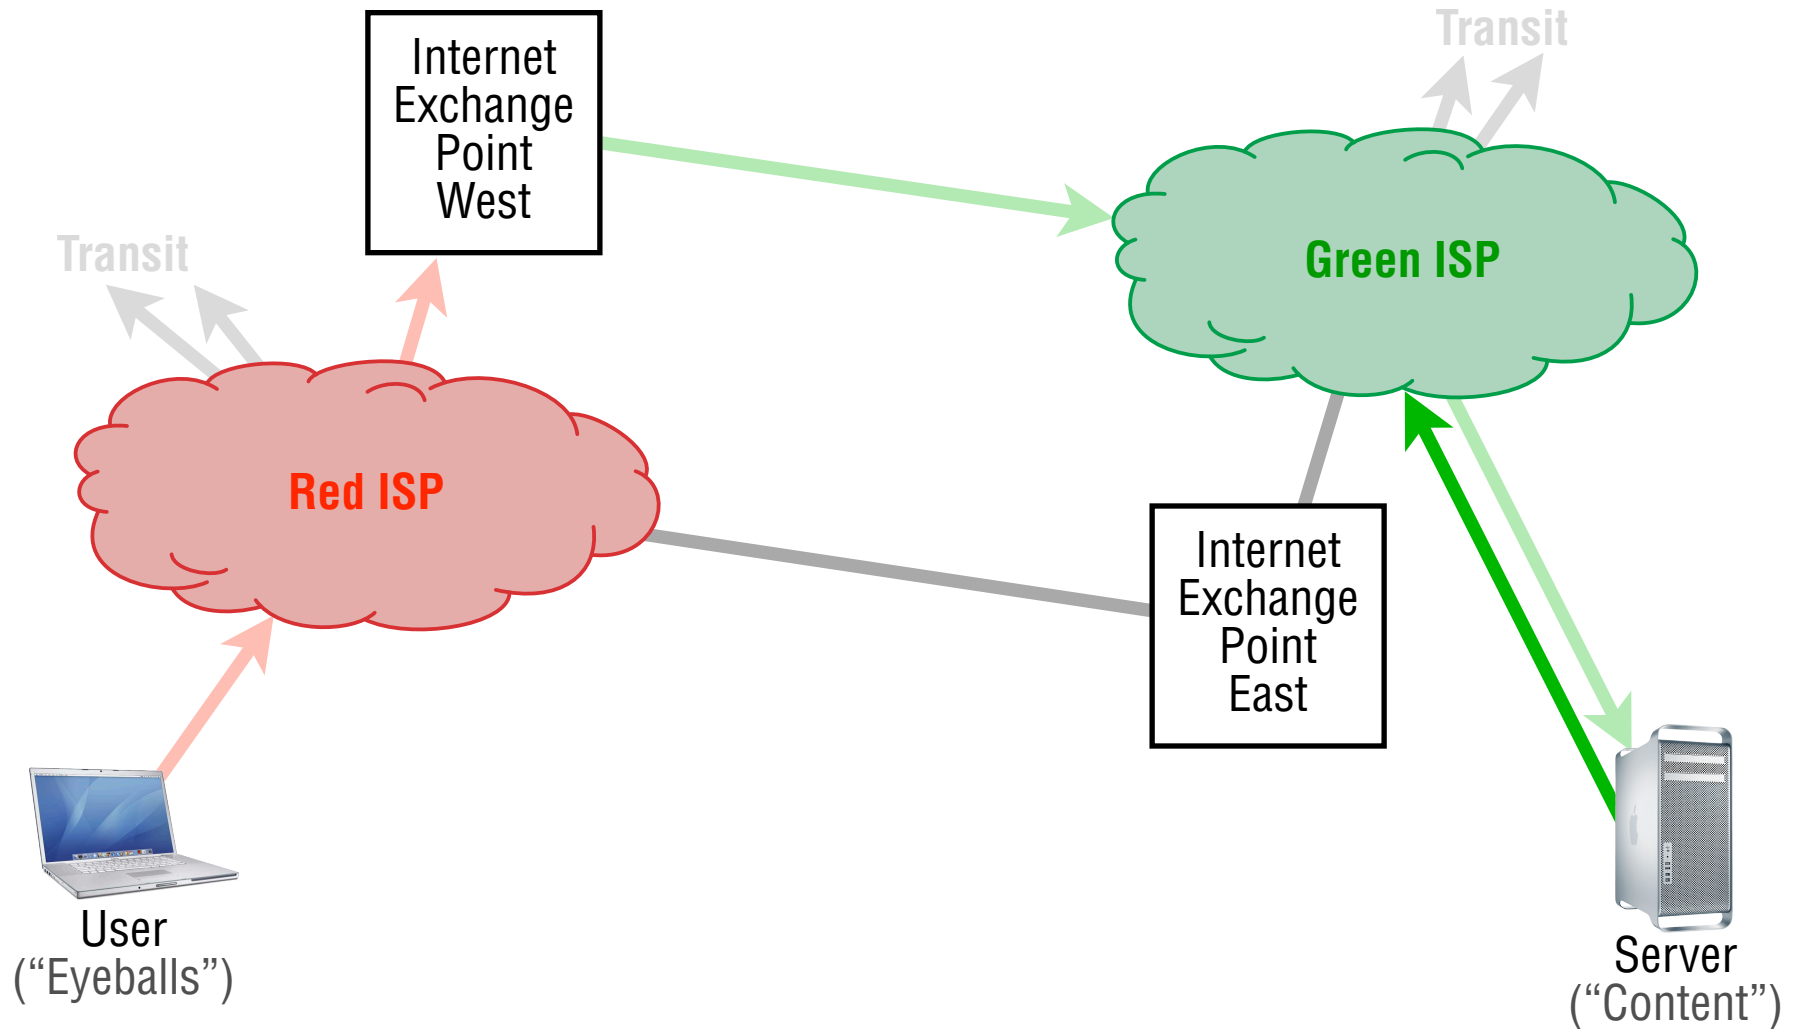 Transit
Internet
Exchange
Point
West
Transit
Green ISP
Red ISP
Internet
Exchange
Point
East
User
(“Eyeballs”)
Server
(“Content”)